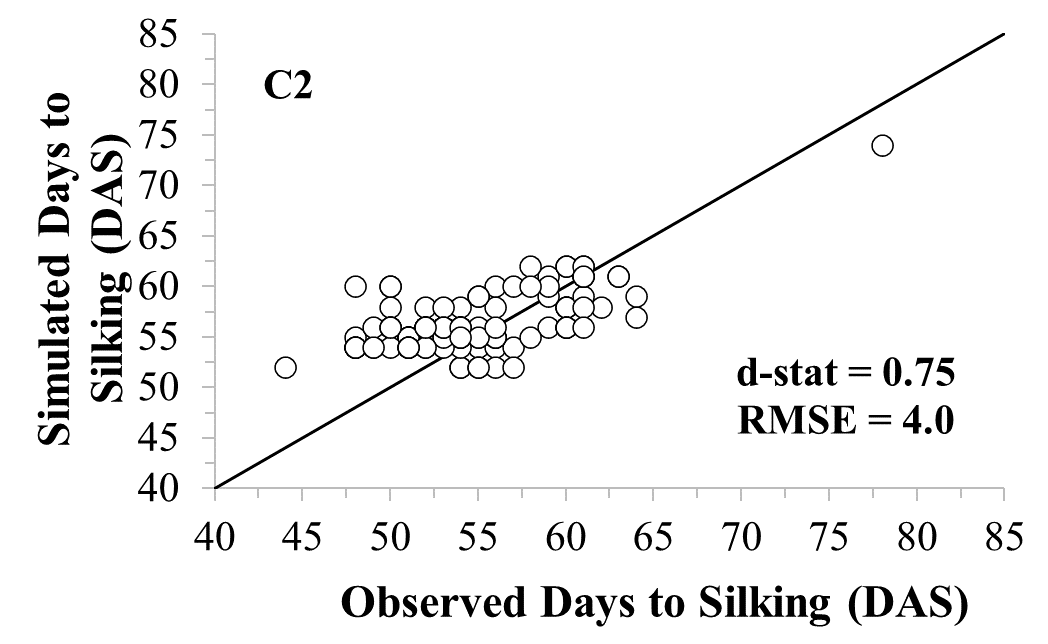 C2
Simulated Days to
Silking (DAS)
85
80
75
70
65
60
55
50
45
40
d-stat = 0.75
RMSE = 4.0
40 45 50 55 60 65 70 75 80 85
Observed Days to Silking (DAS)